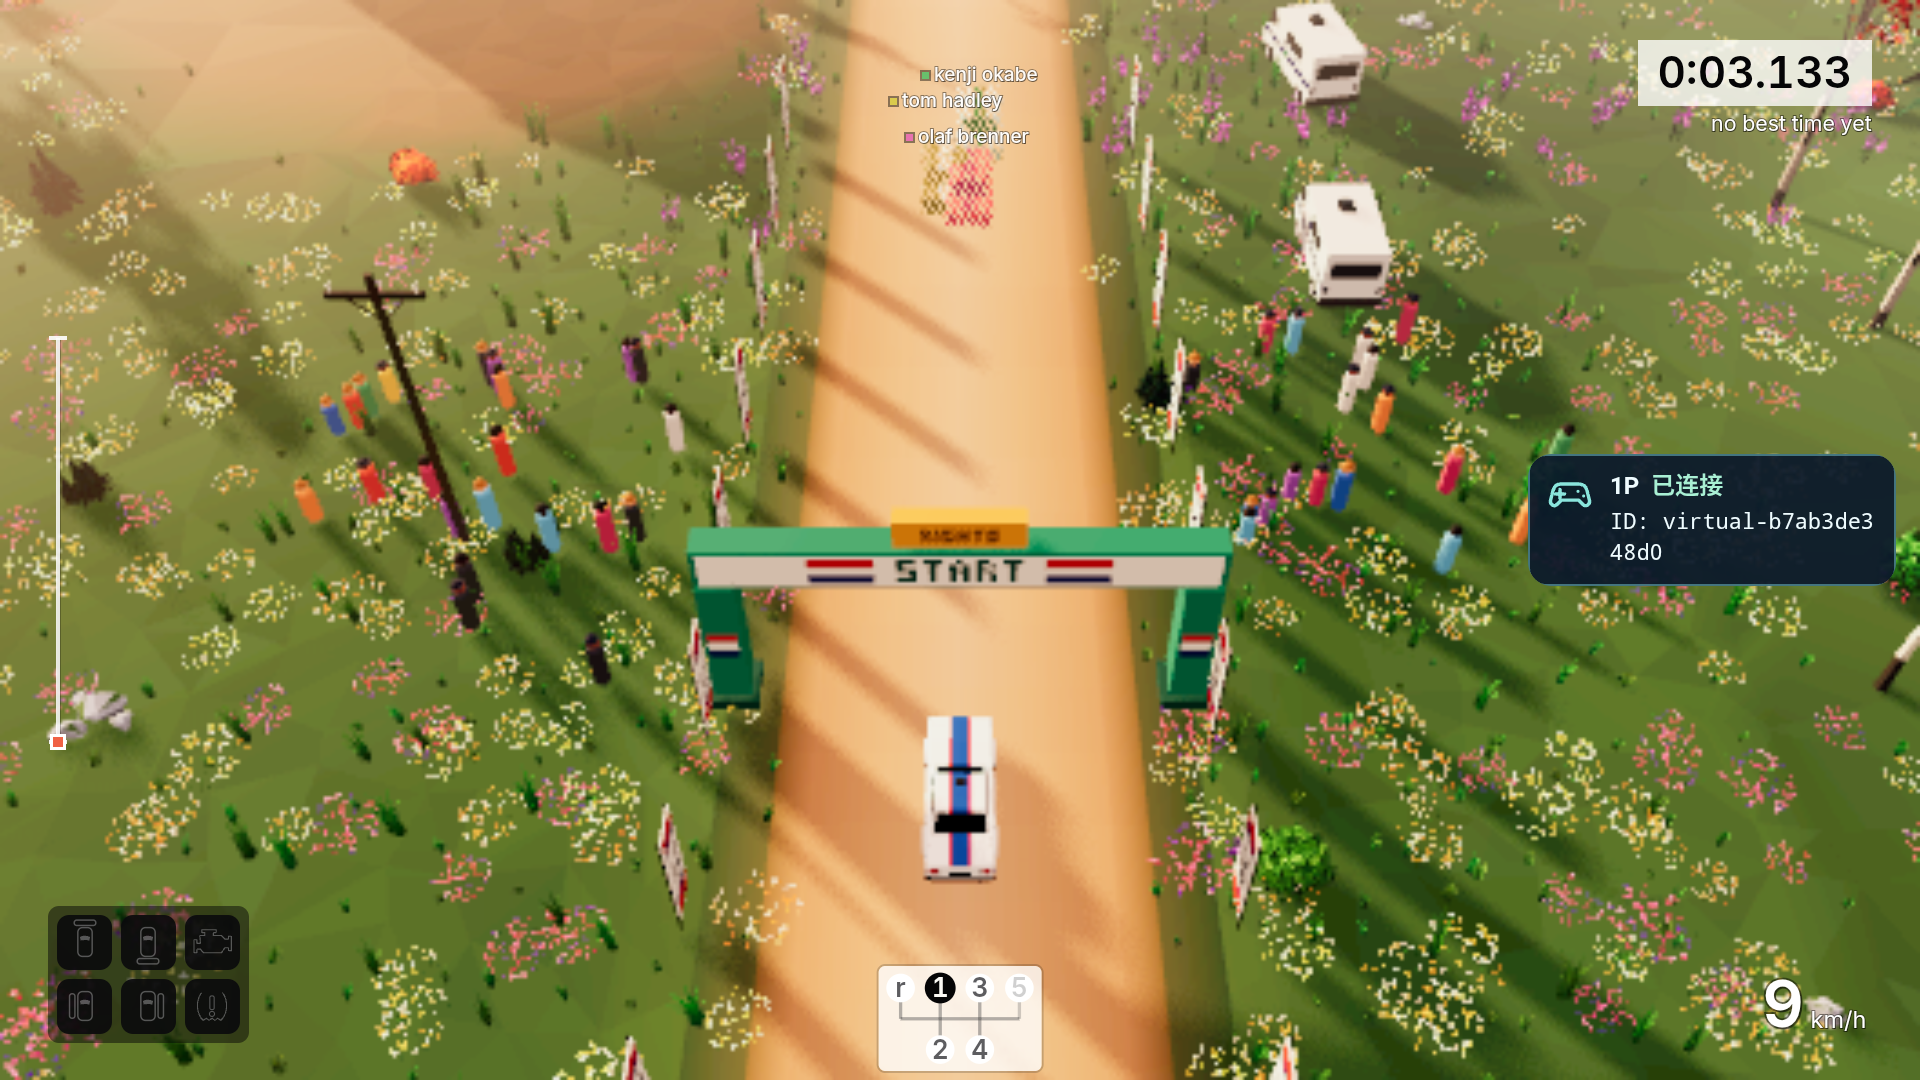 kenji okabe
tom hadley
olaf brenner
0:03.133
no best time yet
START
1P 已连接
ID: virtual-b7ab3de3
48d0
r 1 3 5
2 4
9 km/h